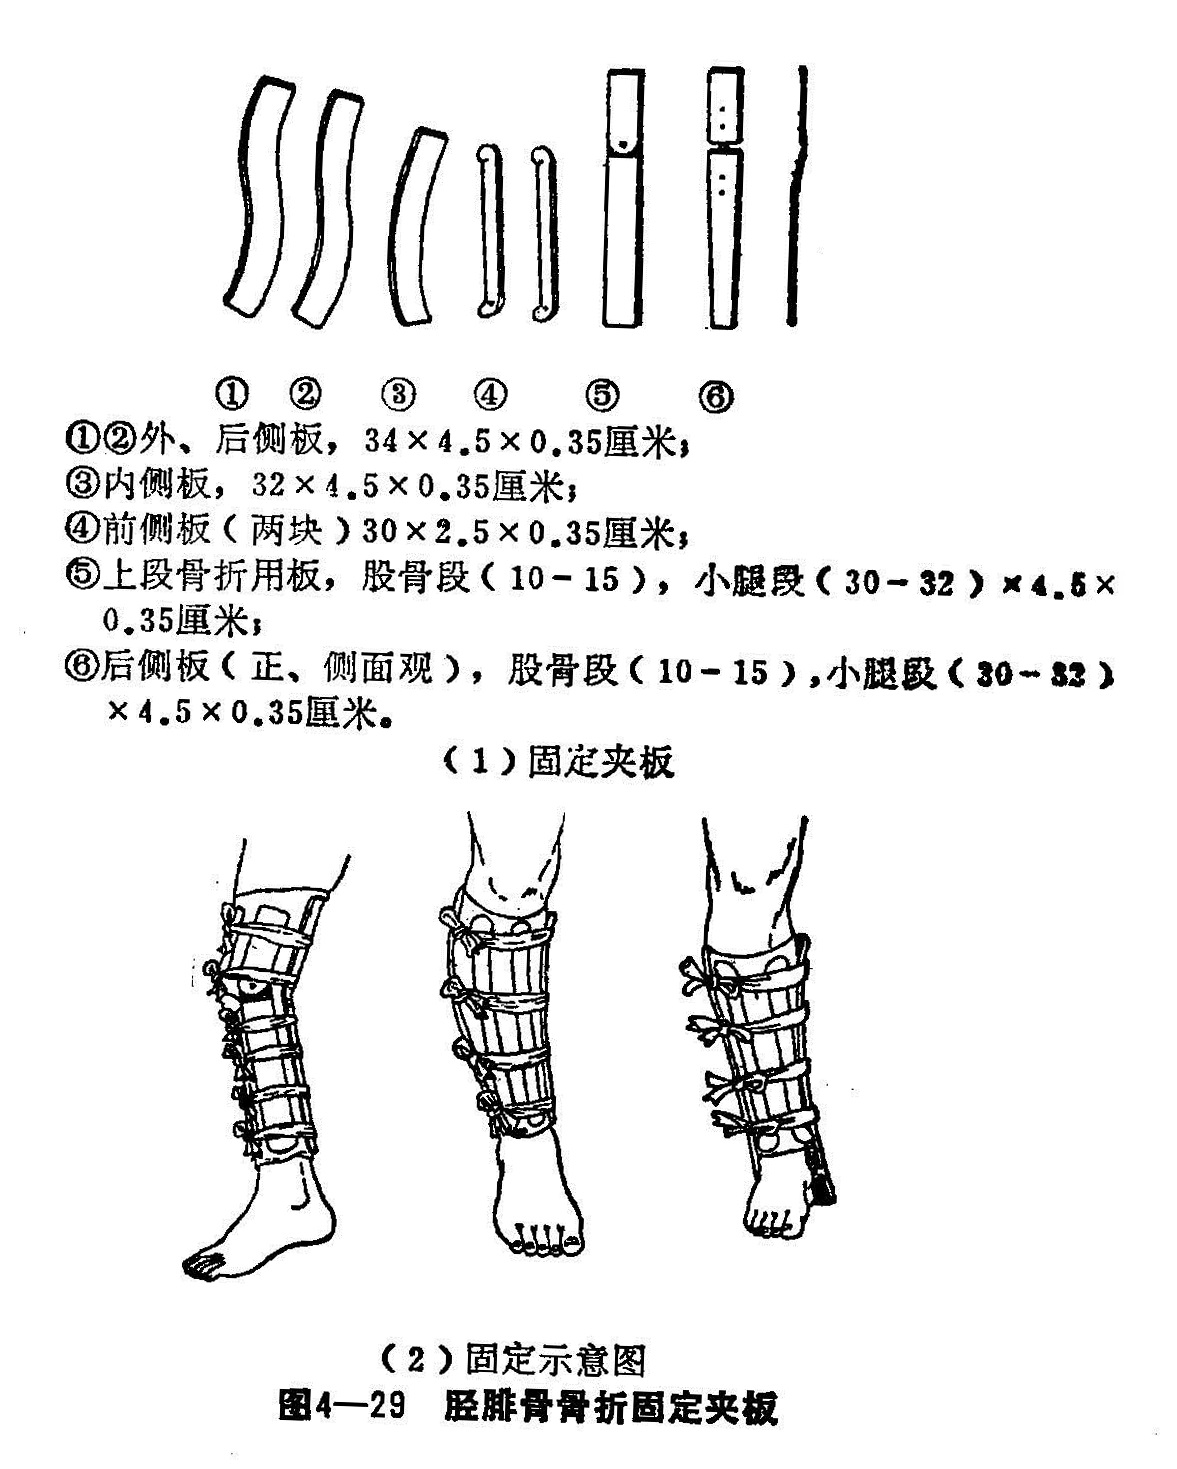 ① ② ③ ④ ⑤ ⑥
①②外、后侧板，34×4.5×0.35厘米；
③内侧板，32×4.5×0.35厘米；
④前侧板（两块）30×2.5×0.35厘米；
⑤上段骨折用板，股骨段（10－15），小腿段（30－32）×4.5×
0.35厘米；
⑥后侧板（正、侧面观），股骨段（10－15），小腿段（30－32）
×4.5×0.35厘米。
（1）固定夹板
（2）固定示意图
图4—29 胫腓骨骨折固定夹板